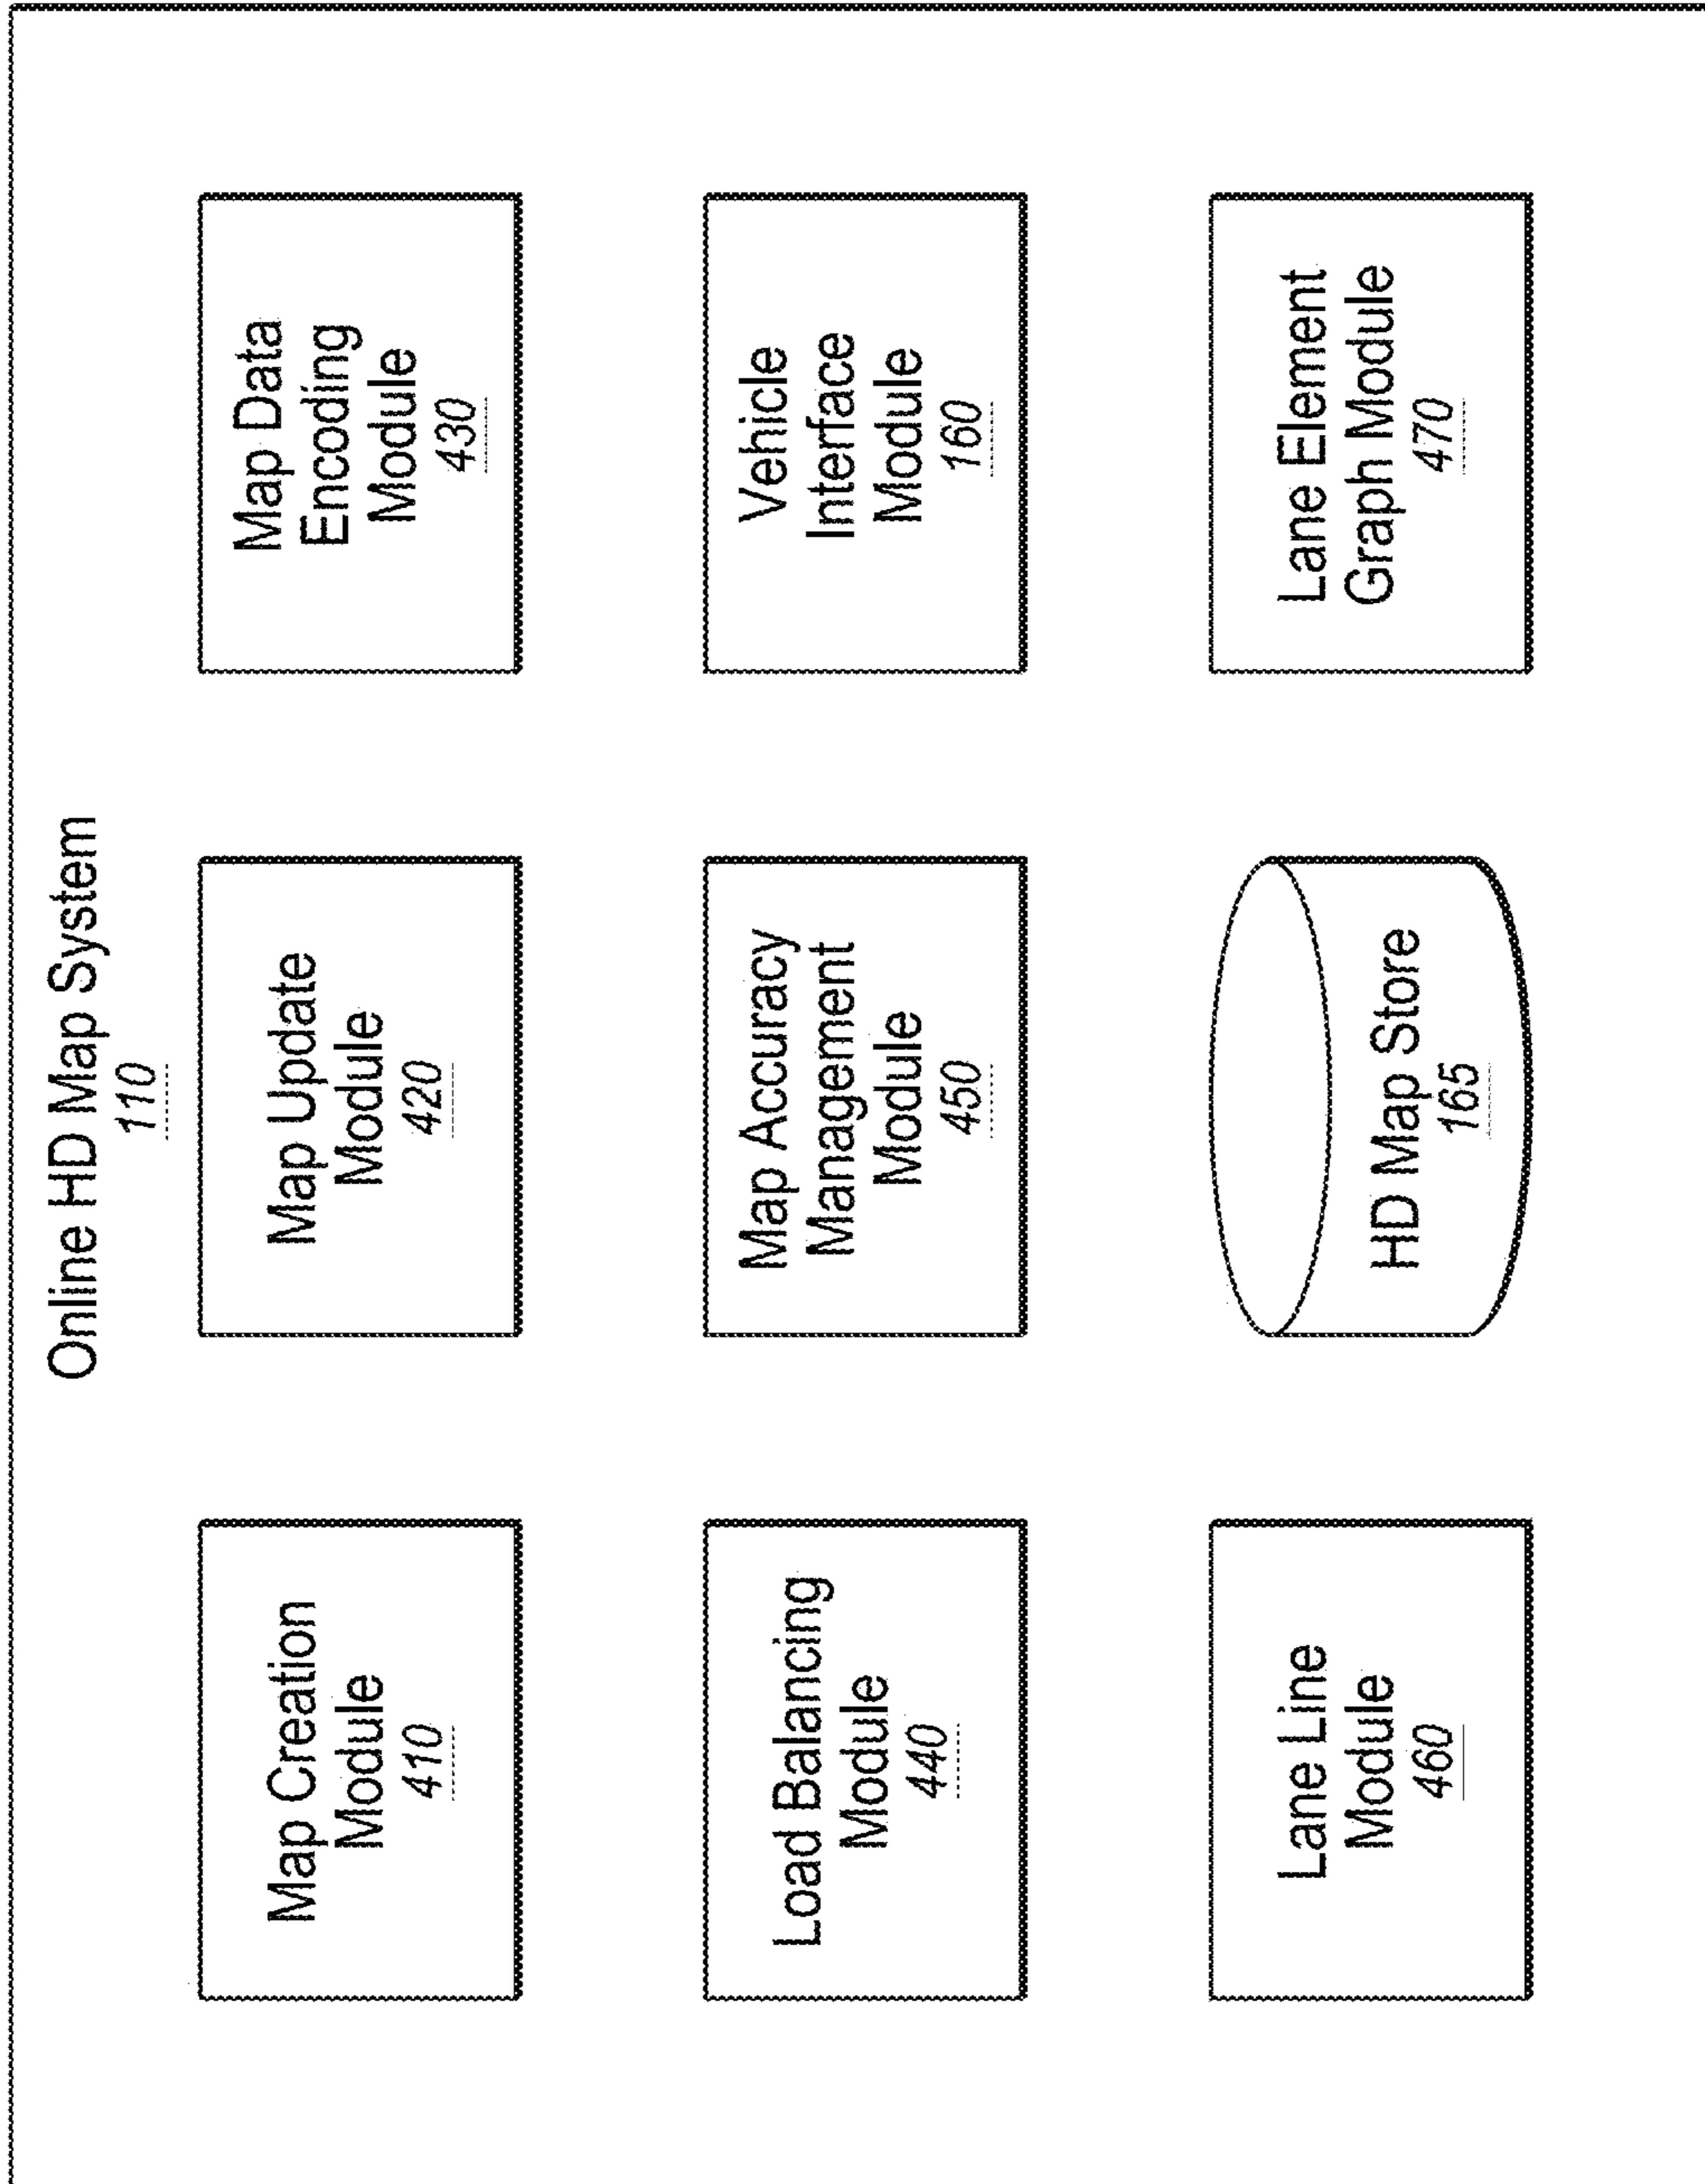 Online HD Map System
110
Map Creation
Module
410
Map Update
Module
420
Map Data
Encoding
Module
430
Load Balancing
Module
440
Map Accuracy
Management
Module
450
Vehicle
Interface
Module
160
Lane Line
Module
460
HD Map Store
165
Lane Element
Graph Module
470